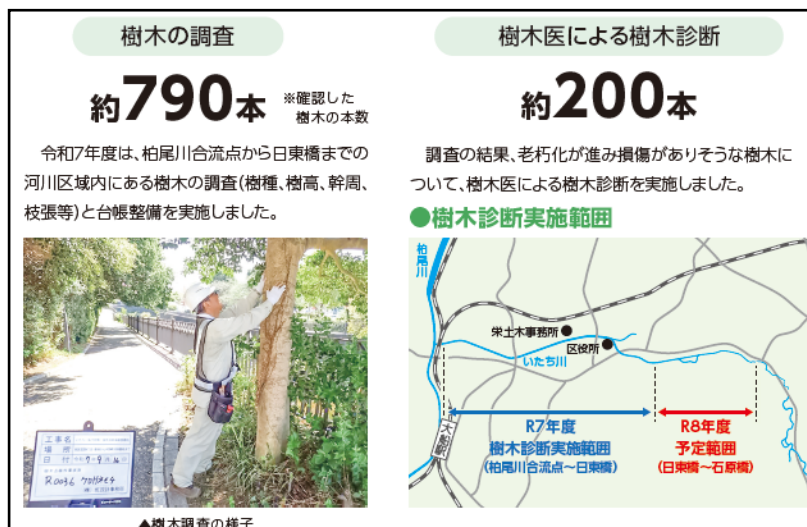 樹木の調査
約790本 ※確認した
樹木の本数
令和7年度は、柏尾川合流点から日東橋までの
河川区域内にある樹木の調査(樹種、樹高、幹周、
枝張等)と台帳整備を実施しました。
工事名
場所
日付
R0036
▲樹木調査の様子
樹木医による樹木診断
約200本
調査の結果、老朽化が進み損傷がありそうな樹木に
ついて、樹木医による樹木診断を実施しました。
●樹木診断実施範囲
柏尾川
栄土木事務所
区役所
いたち川
R7年度
樹木診断実施範囲
(柏尾川合流点～日東橋)
R8年度
予定範囲
(日東橋～石原橋)